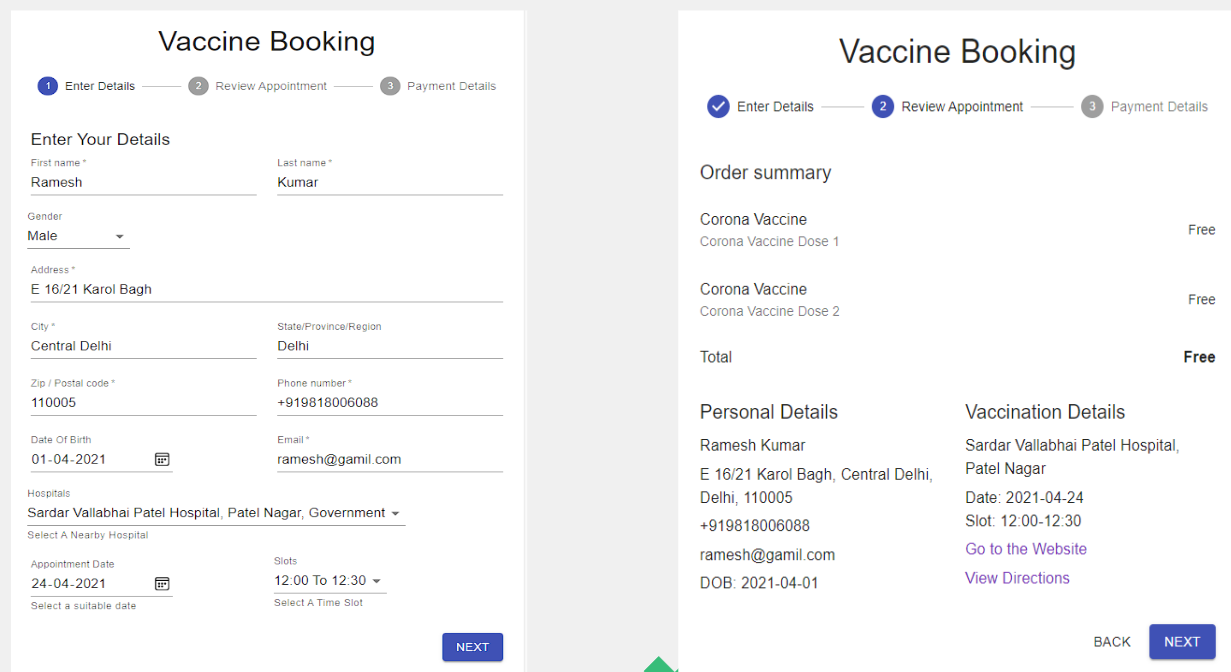 Vaccine Booking
1 Enter Details 2 Review Appointment 3 Payment Details
Enter Your Details
First name * Last name *
Ramesh Kumar
Gender
Male
Address *
E 16/21 Karol Bagh
City * State/Province/Region
Central Delhi Delhi
Zip / Postal code * Phone number *
110005 +919818006088
Date Of Birth Email *
01-04-2021 ramesh@gamil.com
Hospitals
Sardar Vallabhai Patel Hospital, Patel Nagar, Government
Select A Nearby Hospital
Appointment Date Slots
24-04-2021 12:00 To 12:30
Select a suitable date Select A Time Slot
NEXT
Vaccine Booking
Enter Details 2 Review Appointment 3 Payment Details
Order summary
Corona Vaccine
Corona Vaccine Dose 1 Free
Corona Vaccine
Corona Vaccine Dose 2 Free
Total Free
Personal Details
Ramesh Kumar
E 16/21 Karol Bagh, Central Delhi,
Delhi, 110005
+919818006088
ramesh@gamil.com
DOB: 2021-04-01
Vaccination Details
Sardar Vallabhai Patel Hospital,
Patel Nagar
Date: 2021-04-24
Slot: 12:00-12:30
Go to the Website
View Directions
BACK NEXT